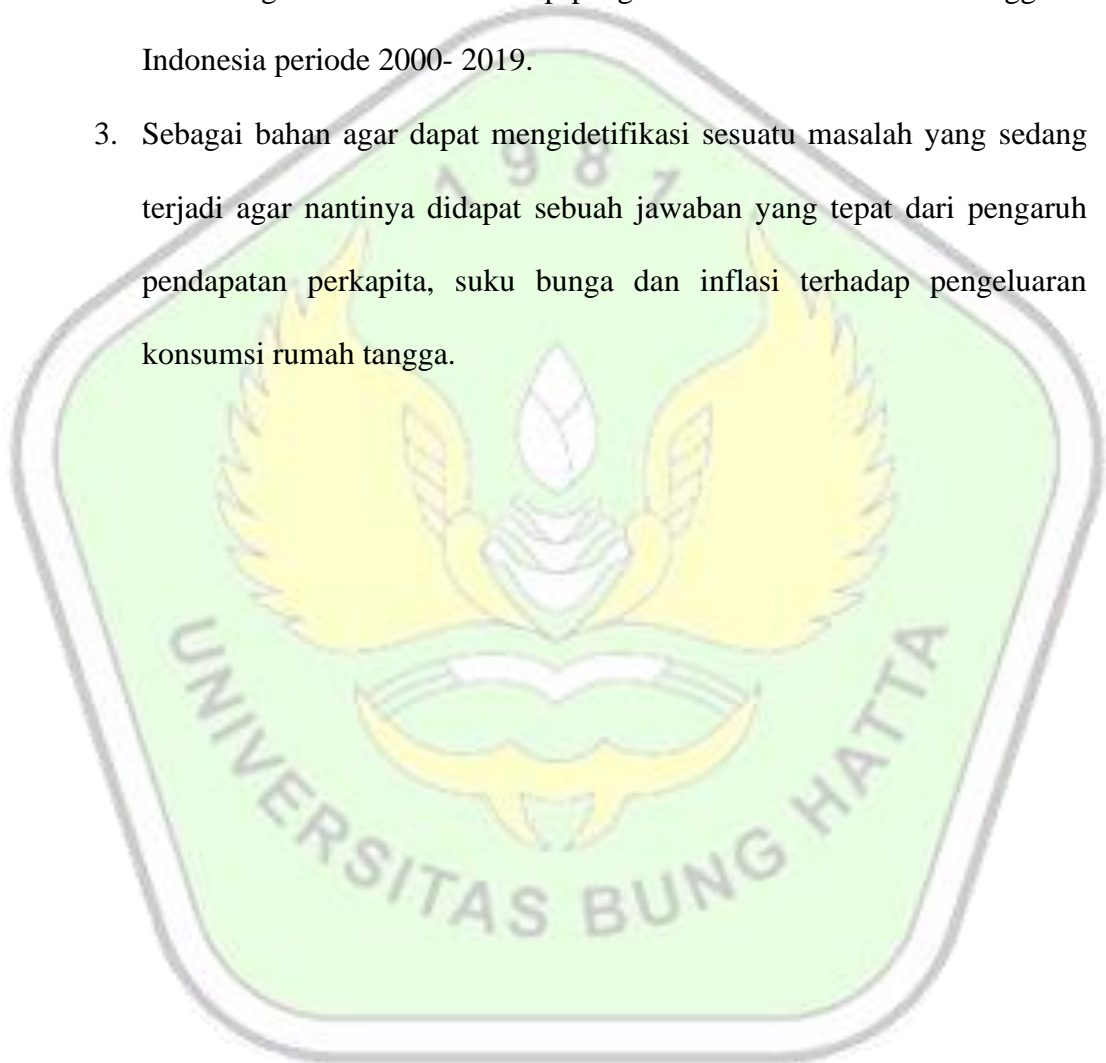 Indonesia periode 2000- 2019.
3. Sebagai bahan agar dapat mengidetifikasi sesuatu masalah yang sedang
terjadi agar nantinya didapat sebuah jawaban yang tepat dari pengaruh
pendapatan perkapita, suku bunga dan inflasi terhadap pengeluaran
konsumsi rumah tangga.
1981
UNIVERSITAS BUNG HATTA